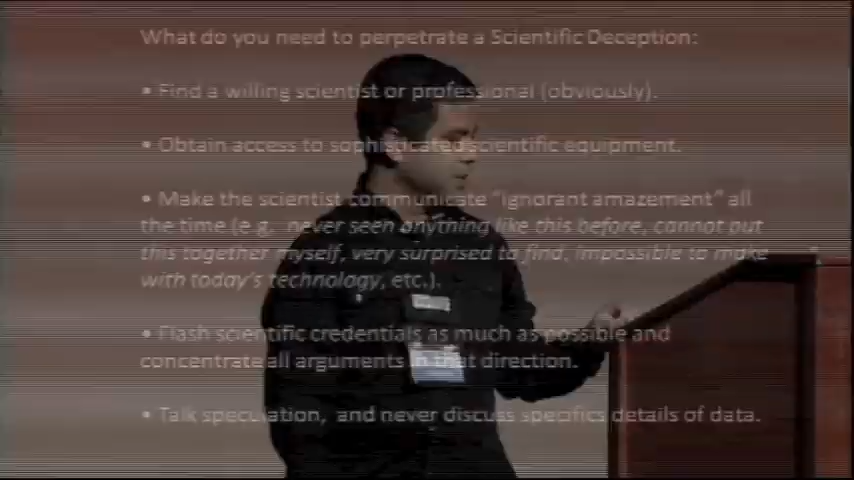 What do you need to perpetrate a Scientific Deception:
• Find a willing scientist or professional (obviously).
• Obtain access to sophisticated scientific equipment.
• Make the scientist communicate "ignorant amazement" all
the time (e.g. never seen anything like this before, cannot put
this together myself, very surprised to find, impossible to make
with today's technology, etc.).
• Flash scientific credentials as much as possible and
concentrate all arguments in that direction.
• Talk speculation, and never discuss specifics details of data.